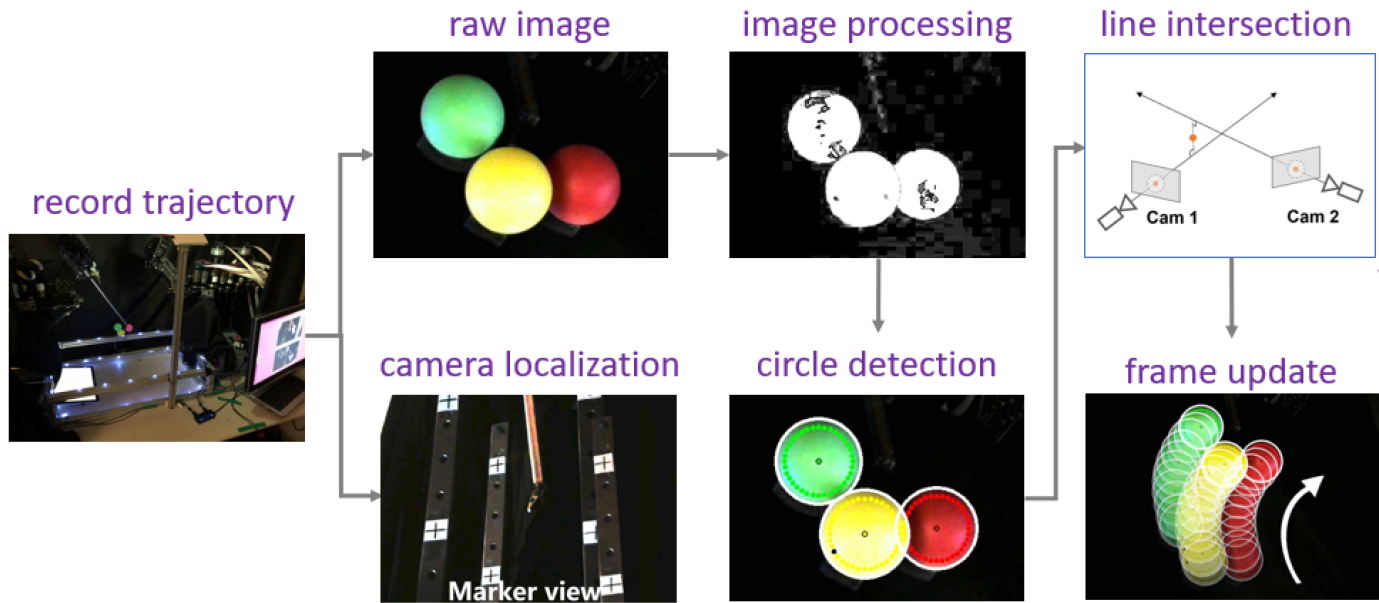 raw image
image processing
line intersection
record trajectory
Cam 1
Cam 2
camera localization
circle detection
frame update
Marker view